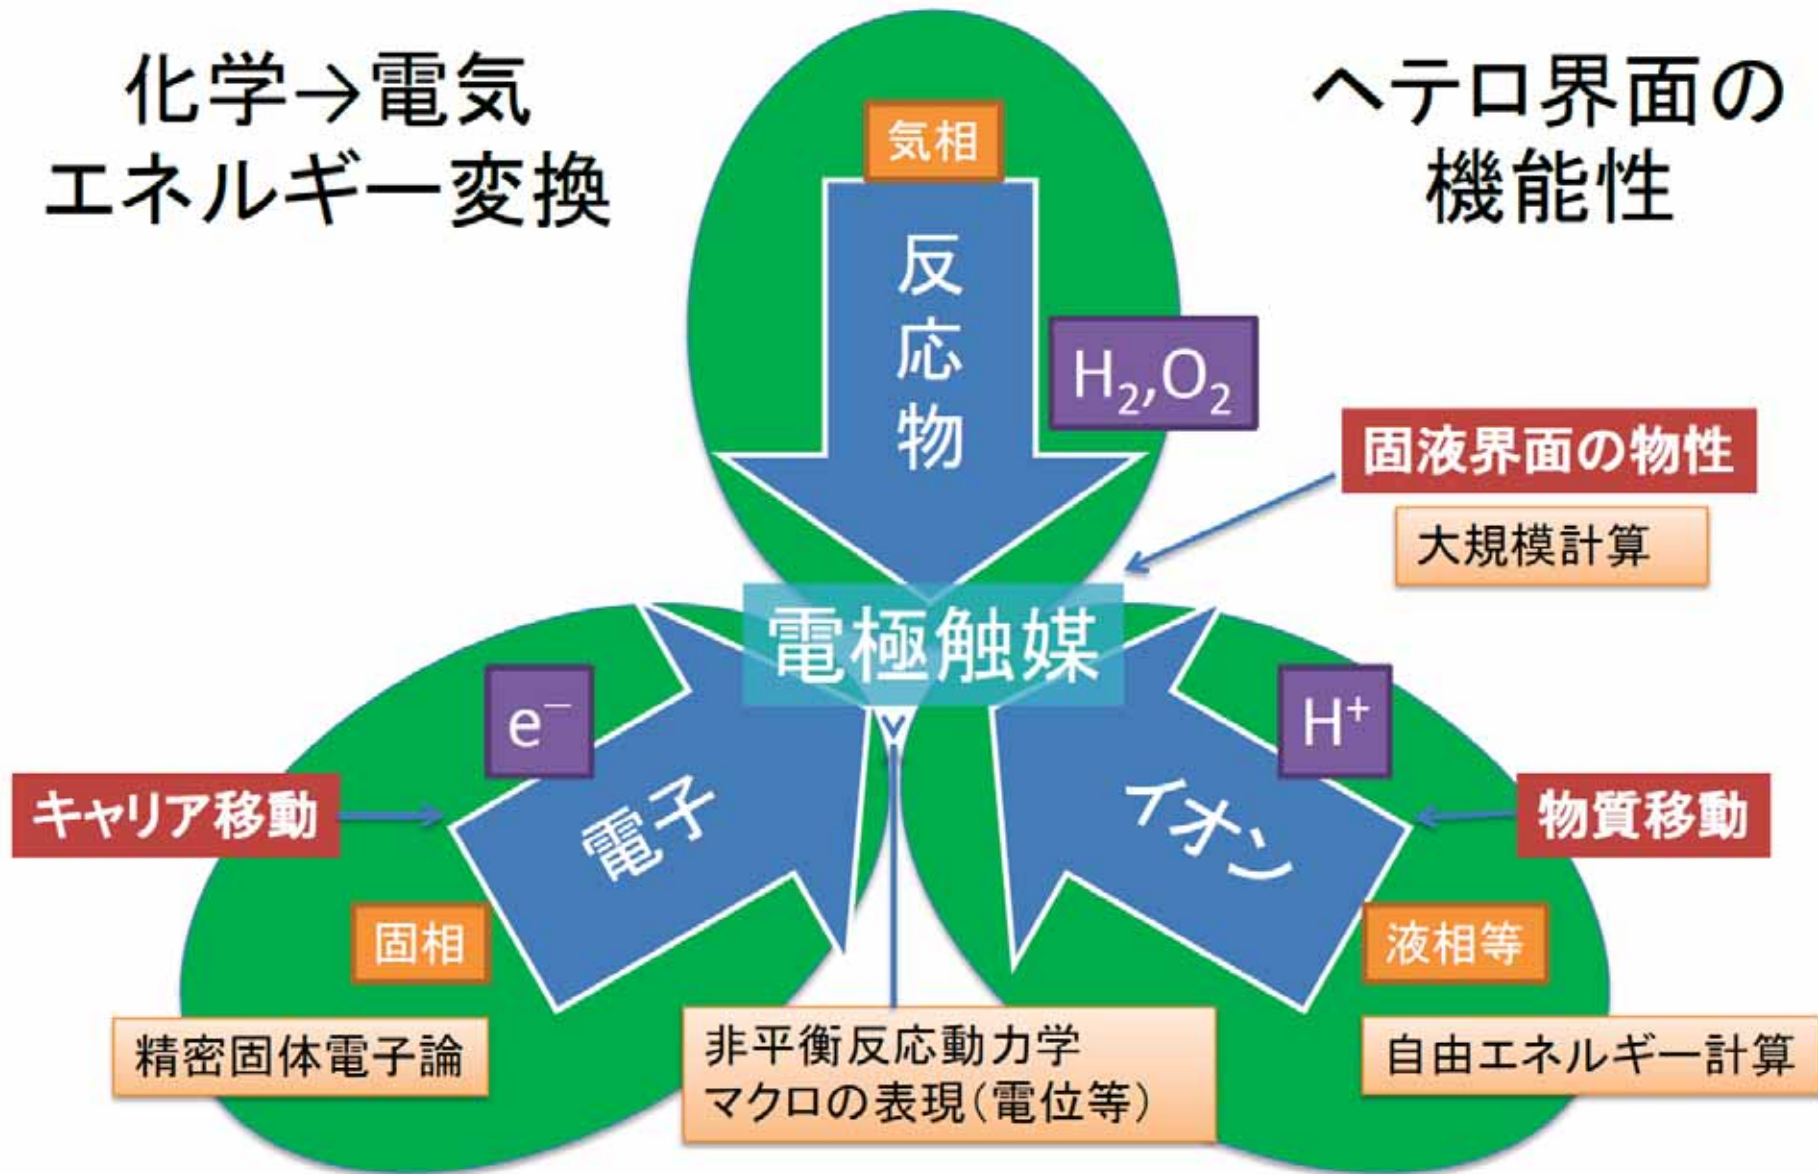 化学→電気
エネルギー変換
ヘテロ界面の
機能性
気相
反応物
H₂,O₂
固液界面の物性
大規模計算
電極触媒
e⁻
H⁺
キャリア移動
電子
イオン
物質移動
固相
液相等
精密固体電子論
非平衡反応動力学
マクロの表現(電位等)
自由エネルギー計算